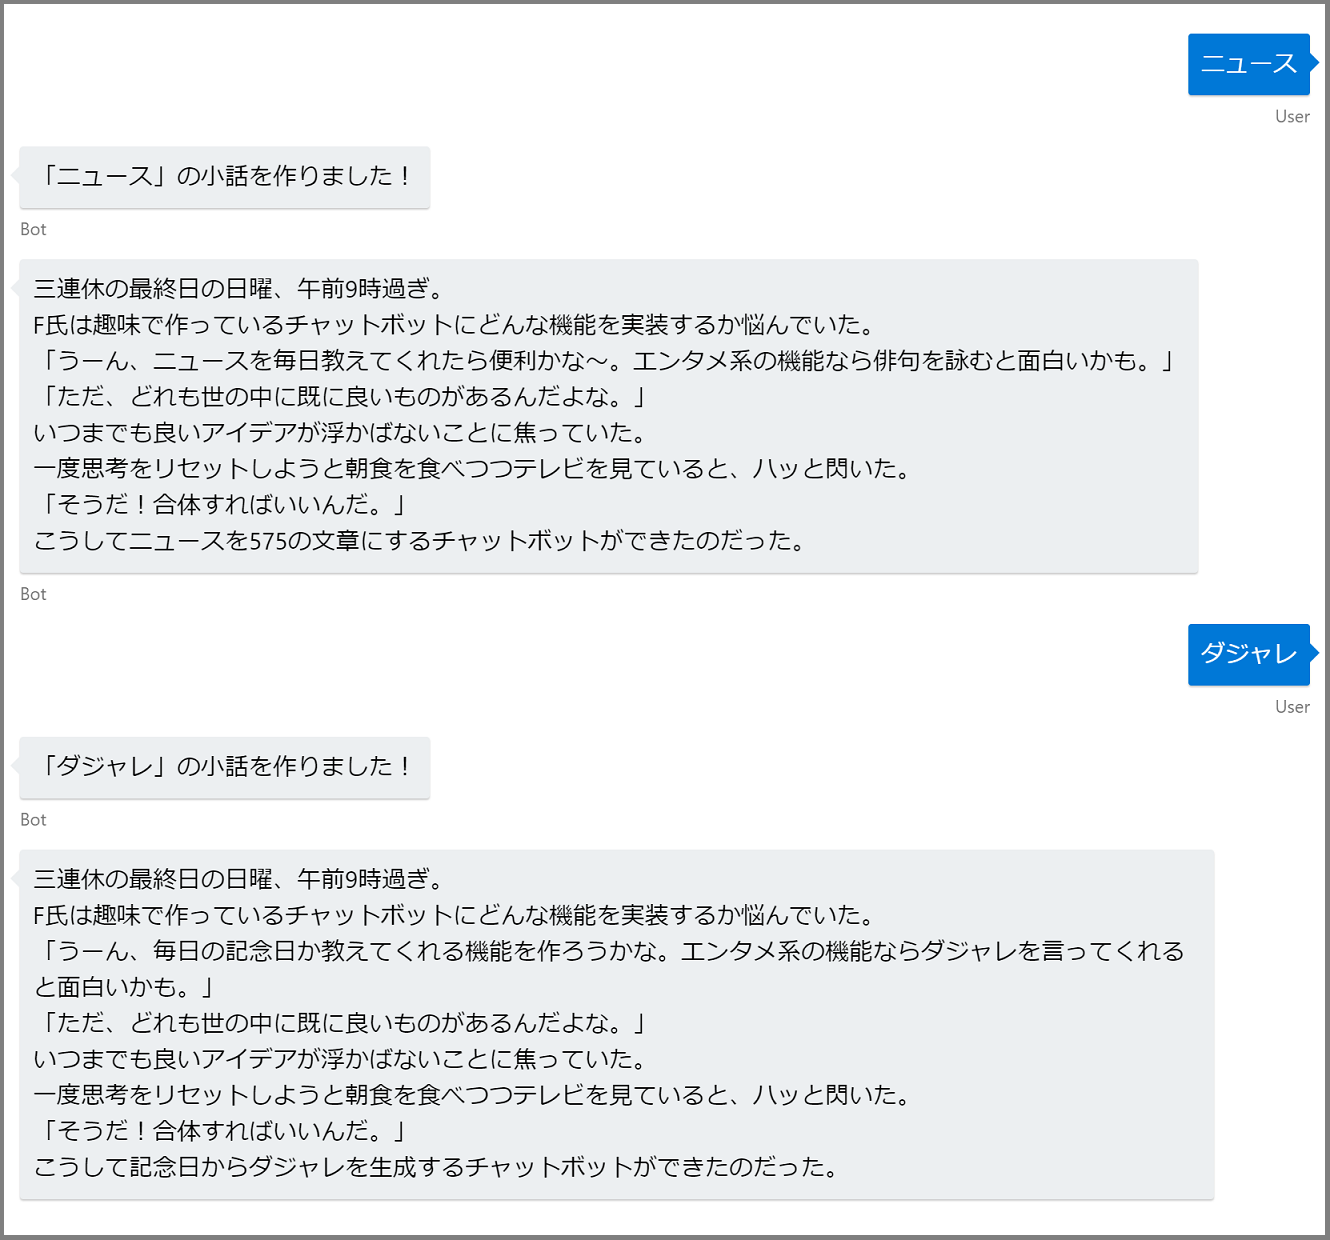 ニュース
User
「ニュース」の小話を作りました！
Bot
三連休の最終日の日曜、午前9時過ぎ。
F氏は趣味で作っているチャットボットにどんな機能を実装するか悩んでいた。
「うーん、ニュースを毎日教えてくれたら便利かな～。エンタメ系の機能なら俳句を詠むと面白いかも。」
「ただ、どれも世の中に既に良いものがあるんだよな。」
いつまでも良いアイデアが浮かばないことに焦っていた。
一度思考をリセットしようと朝食を食べつつテレビを見ていると、ハッと閃いた。
「そうだ！合体すればいいんだ。」
こうしてニュースを575の文章にするチャットボットができたのだった。
Bot
ダジャレ
User
「ダジャレ」の小話を作りました！
Bot
三連休の最終日の日曜、午前9時過ぎ。
F氏は趣味で作っているチャットボットにどんな機能を実装するか悩んでいた。
「うーん、毎日の記念日か教えてくれる機能を作ろうかな。エンタメ系の機能ならダジャレを言ってくれる
と面白いかも。」
「ただ、どれも世の中に既に良いものがあるんだよな。」
いつまでも良いアイデアが浮かばないことに焦っていた。
一度思考をリセットしようと朝食を食べつつテレビを見ていると、ハッと閃いた。
「そうだ！合体すればいいんだ。」
こうして記念日からダジャレを生成するチャットボットができたのだった。